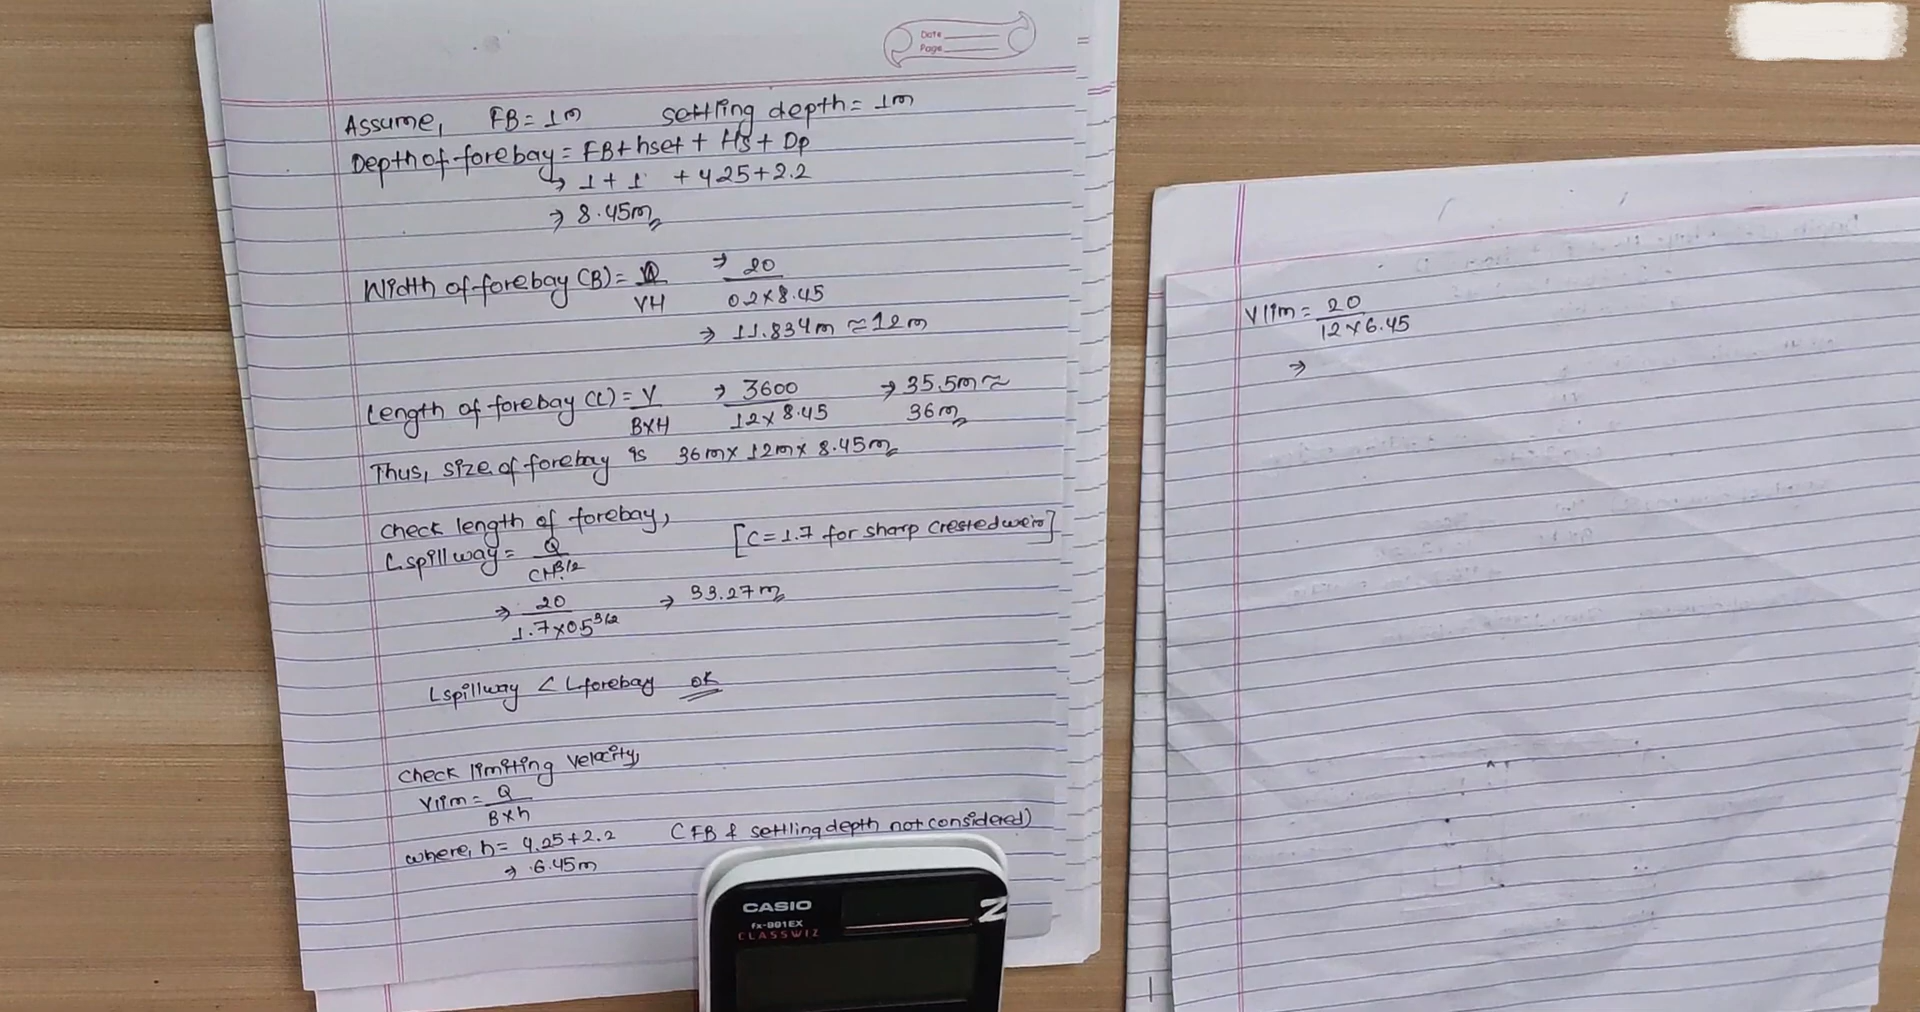 Date
Page
Assume, FB = 1m settling depth = 1m
Depth of forebay = FB + hset + Hs + Dp
→ 1 + 1 + 4.25 + 2.2
→ 8.45m
Width of forebay (B) = Q/VH → 20/0.2×8.45
→ 11.834m ≈ 12m
Length of forebay (L) = V/B×H → 3600/12×8.45 → 35.5m ≈
36m
Thus, size of forebay is 36m × 12m × 8.45m
Check length of forebay,
Lspillway = Q/CH^3/2 [C = 1.7 for sharp crested weir]
→ 20/1.7×0.5^3/2 → 33.27m
Lspillway < Lforebay OK
Check limiting velocity,
Vlim = Q/B×h
where, h = 4.25 + 2.2 (FB & settling depth not considered)
→ 6.45m
CASIO
fx-991EX
CLASSWIZ
Z
Vlim = 20/12×6.45
→